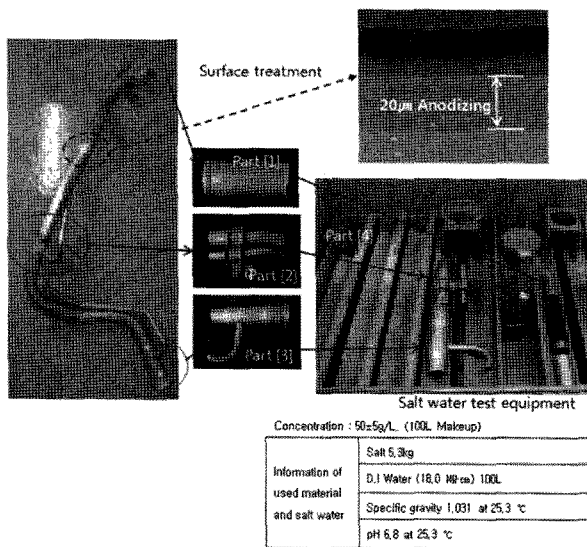 Surface treatment
20㎛ Anodizing
Part [1]
Part [2]
Part [3]
Part [4]
Salt water test equipment
Concentration : 50±5g/L. (100L Makeup)
Information of
used material
and salt water
Salt 5,3kg
D.I Water (18,0 MΩ·cm) 100L
Specific gravity 1,031 at 25,3 ℃
pH 6,8 at 25,3 ℃